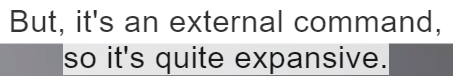 But, it's an external command,
so it's quite expansive.